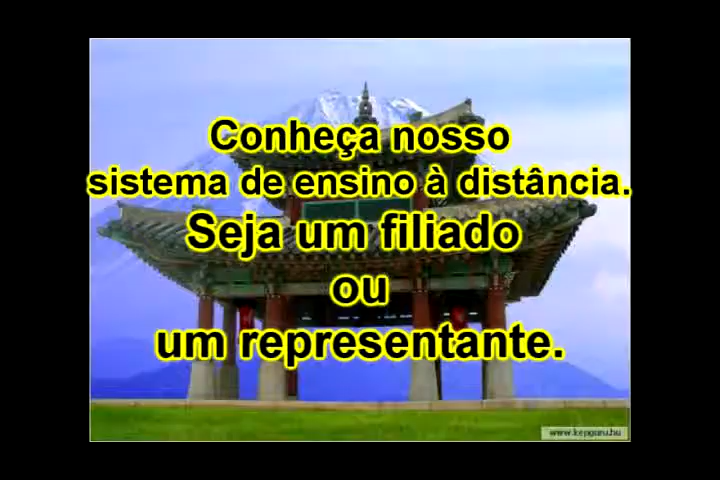 Conheça nosso
sistema de ensino à distância.
Seja um filiado
ou
um representante.
www.kepguru.hu